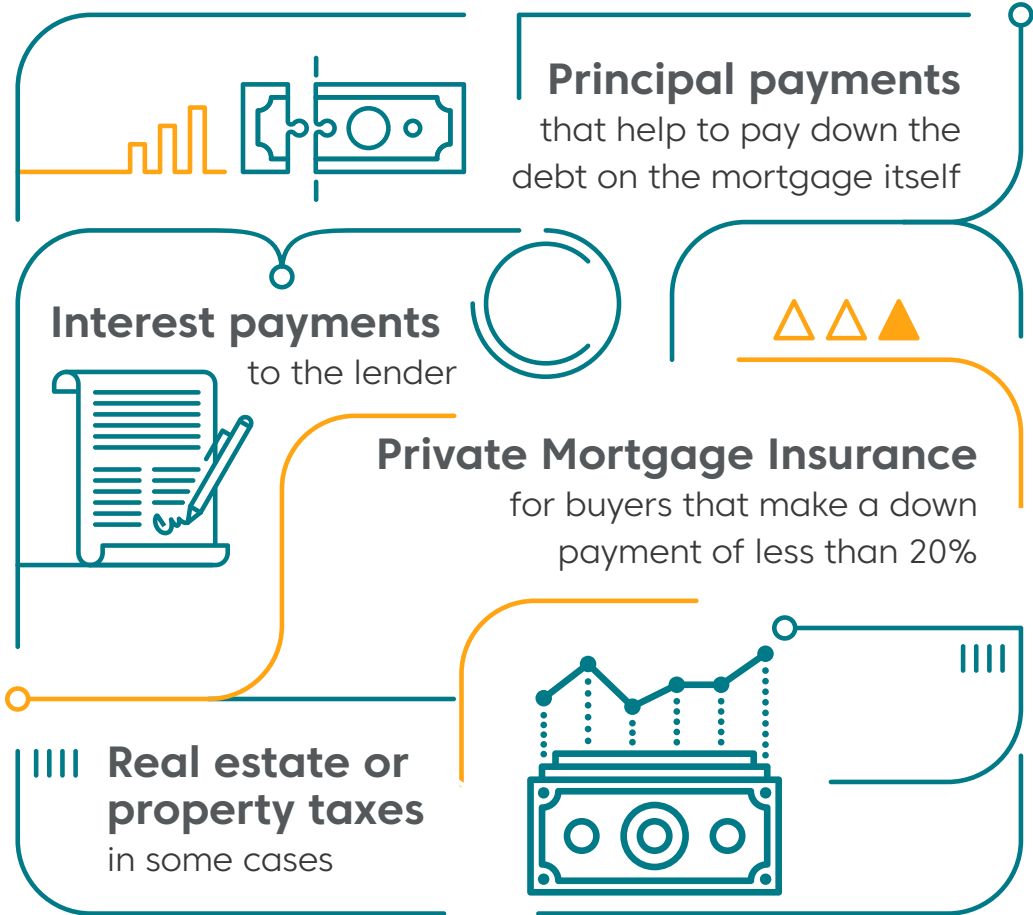 Principal payments
that help to pay down the
debt on the mortgage itself
Interest payments
to the lender
Private Mortgage Insurance
for buyers that make a down
payment of less than 20%
Real estate or
property taxes
in some cases